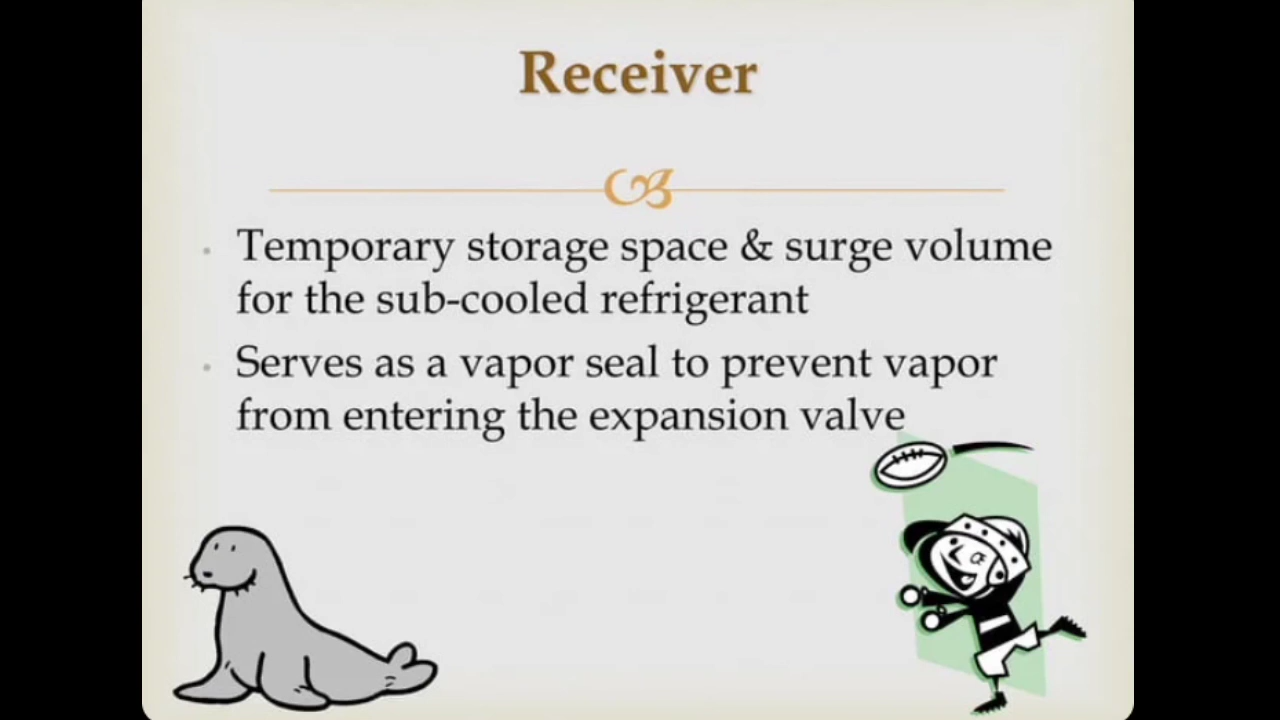 Receiver
Temporary storage space & surge volume
for the sub-cooled refrigerant
Serves as a vapor seal to prevent vapor
from entering the expansion valve